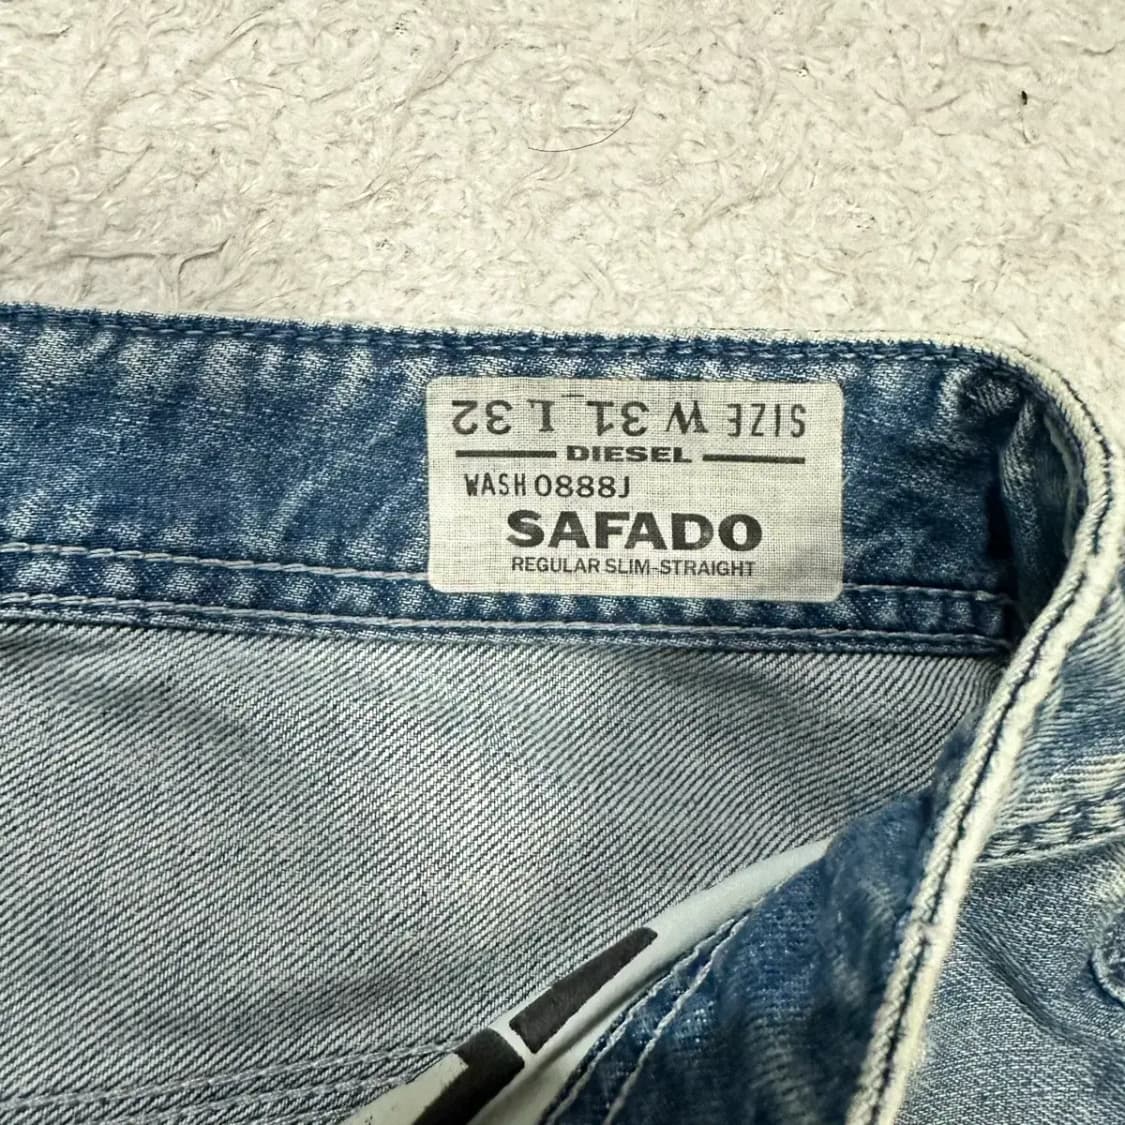 SIZE W 31 L 32
DIESEL
WASH 0888J
SAFADO
REGULAR SLIM-STRAIGHT